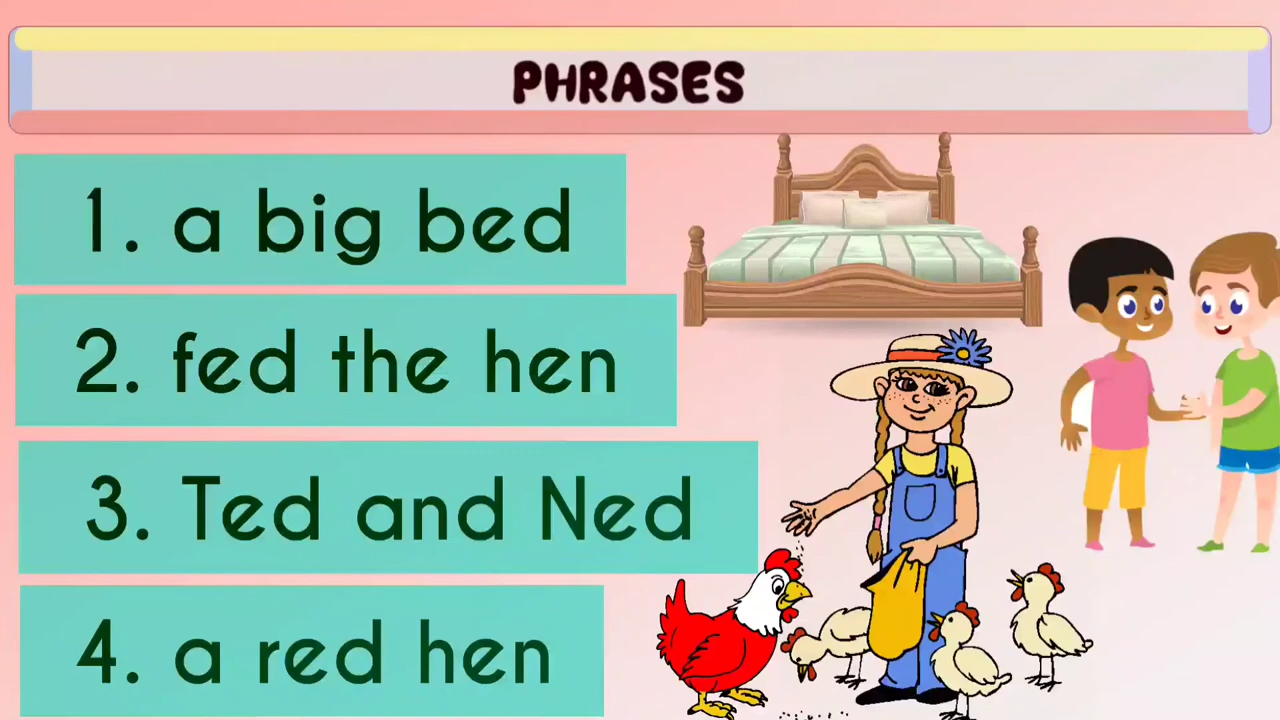 PHRASES
1. a big bed
2. fed the hen
3. Ted and Ned
4. a red hen